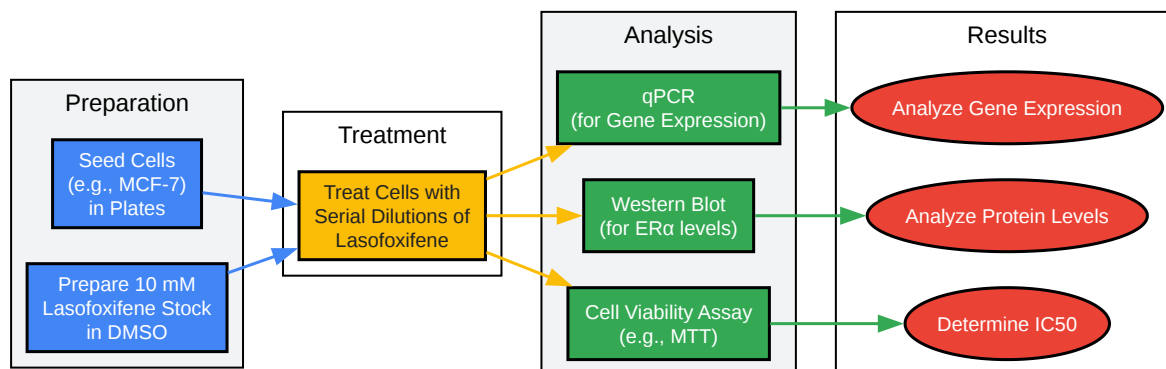 Preparation
Seed Cells
(e.g., MCF-7)
in Plates
Prepare 10 mM
Lasofoxifene Stock
in DMSO
Treatment
Treat Cells with
Serial Dilutions of
Lasofoxifene
Analysis
qPCR
(for Gene Expression)
Western Blot
(for ERα levels)
Cell Viability Assay
(e.g., MTT)
Results
Analyze Gene Expression
Analyze Protein Levels
Determine IC50